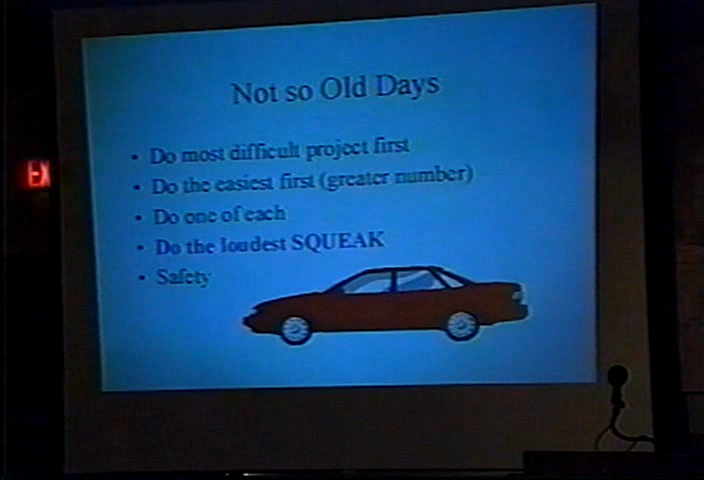 Not so Old Days
• Do most difficult project first
• Do the easiest first (greater number)
• Do one of each
• Do the loudest SQUEAK
• Safety